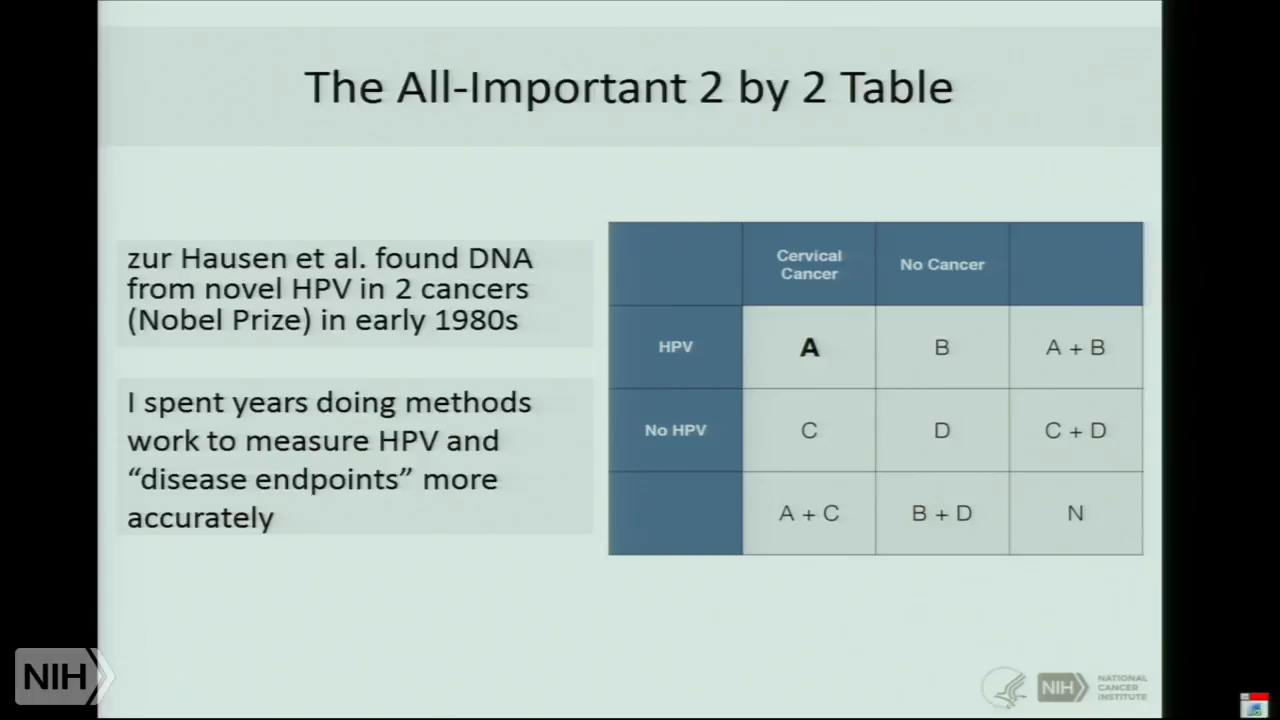 The All-Important 2 by 2 Table
zur Hausen et al. found DNA
from novel HPV in 2 cancers
(Nobel Prize) in early 1980s
I spent years doing methods
work to measure HPV and
“disease endpoints” more
accurately
Cervical
Cancer
No Cancer
HPV
A
B
A + B
No HPV
C
D
C + D
A + C
B + D
N
NIH
NIH
NATIONAL
CANCER
INSTITUTE